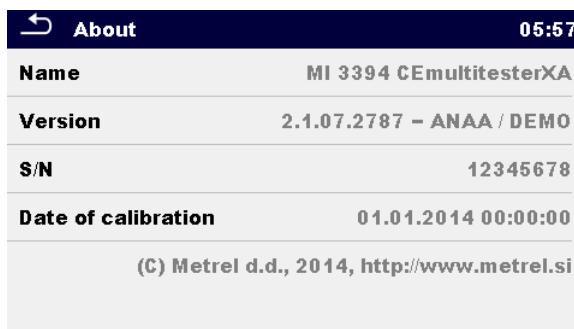 About 05:57
Name MI 3394 CEmultitesterXA
Version 2.1.07.2787 – ANAA / DEMO
S/N 12345678
Date of calibration 01.01.2014 00:00:00
(C) Metrel d.d., 2014, http://www.metrel.si